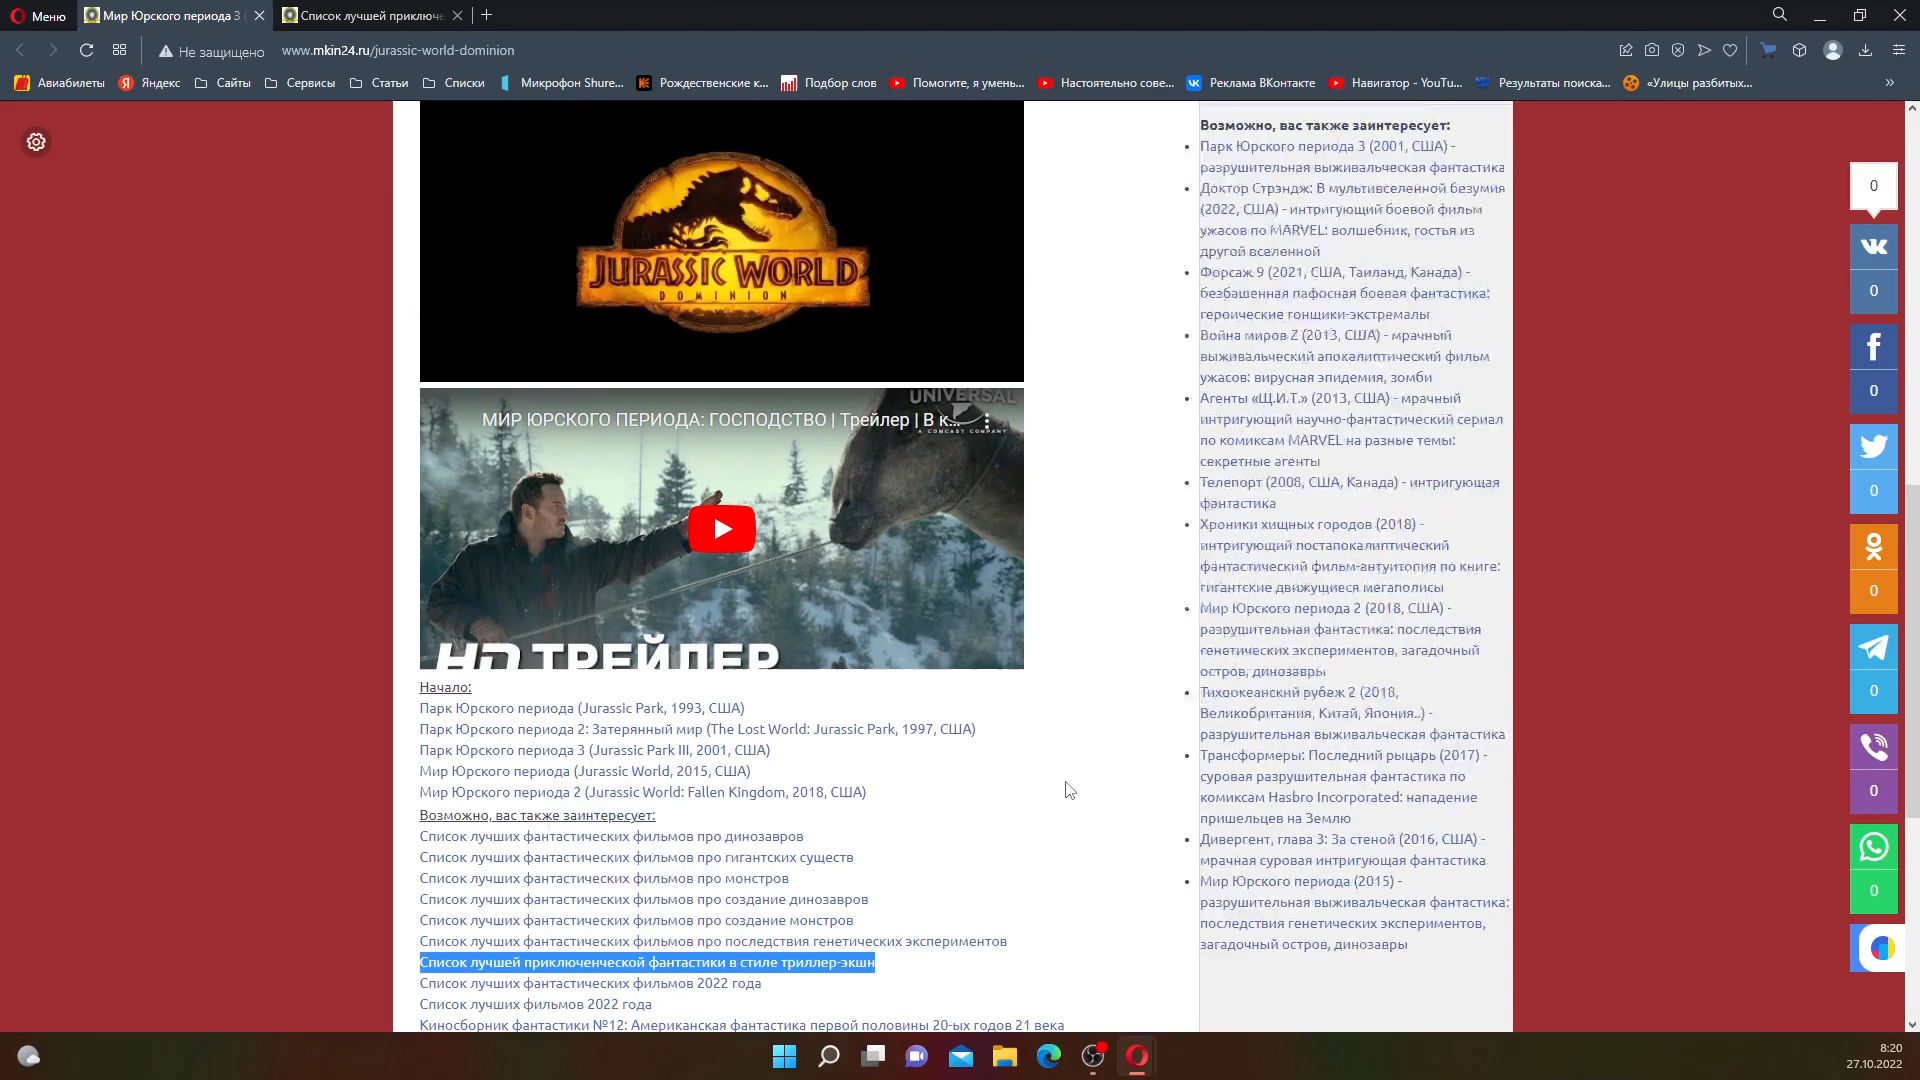 Меню
Мир Юрского периода 3
Список лучшей приключе
Не защищено
www.mkin24.ru/jurassic-world-dominion
Авиабилеты
Яндекс
Сайты
Сервисы
Статьи
Списки
Микрофон Shure...
Рождественские к...
Подбор слов
Помогите, я умень...
Настоятельно сове...
Реклама ВКонтакте
Навигатор - YouTu...
Результаты поиска...
«Улицы разбитых...
JURASSIC WORLD
DOMINION
UNIVERSAL
A COMCAST COMPANY
МИР ЮРСКОГО ПЕРИОДА: ГОСПОДСТВО | Трейлер | В к...
HD ТРЕЙЛЕР
Начало:
Парк Юрского периода (Jurassic Park, 1993, США)
Парк Юрского периода 2: Затерянный мир (The Lost World: Jurassic Park, 1997, США)
Парк Юрского периода 3 (Jurassic Park III, 2001, США)
Мир Юрского периода (Jurassic World, 2015, США)
Мир Юрского периода 2 (Jurassic World: Fallen Kingdom, 2018, США)
Возможно, вас также заинтересует:
Список лучших фантастических фильмов про динозавров
Список лучших фантастических фильмов про гигантских существ
Список лучших фантастических фильмов про монстров
Список лучших фантастических фильмов про создание динозавров
Список лучших фантастических фильмов про создание монстров
Список лучших фантастических фильмов про последствия генетических экспериментов
Список лучшей приключенческой фантастики в стиле триллер-экшн
Список лучших фантастических фильмов 2022 года
Список лучших фильмов 2022 года
Киносборник фантастики №12: Американская фантастика первой половины 20-ых годов 21 века
Возможно, вас также заинтересует:
Парк Юрского периода 3 (2001, США) -
разрушительная выживальческая фантастика
Доктор Стрэндж: В мультивселенной безумия
(2022, США) - интригующий боевой фильм
ужасов по MARVEL: волшебник, гостья из
другой вселенной
Форсаж 9 (2021, США, Таиланд, Канада) -
безбашенная пафосная боевая фантастика:
героические гонщики-экстремалы
Война миров Z (2013, США) - мрачный
выживальческий апокалиптический фильм
ужасов: вирусная эпидемия, зомби
Агенты «Щ.И.Т.» (2013, США) - мрачный
интригующий научно-фантастический сериал
по комиксам MARVEL на разные темы:
секретные агенты
Телепорт (2008, США, Канада) - интригующая
фантастика
Хроники хищных городов (2018) -
интригующий постапокалиптический
фантастический фильм-антуитопия по книге:
гигантские движущиеся мегаполисы
Мир Юрского периода 2 (2018, США) -
разрушительная фантастика: последствия
генетических экспериментов, загадочный
остров, динозавры
Тихоокеанский рубеж 2 (2018,
Великобритания, Китай, Япония..) -
разрушительная выживальческая фантастика
Трансформеры: Последний рыцарь (2017) -
суровая разрушительная фантастика по
комиксам Hasbro Incorporated: нападение
пришельцев на Землю
Дивергент, глава 3: За стеной (2016, США) -
мрачная суровая интригующая фантастика
Мир Юрского периода (2015) -
разрушительная выживальческая фантастика:
последствия генетических экспериментов,
загадочный остров, динозавры
0
0
0
0
0
0
0
0
8:20
27.10.2022